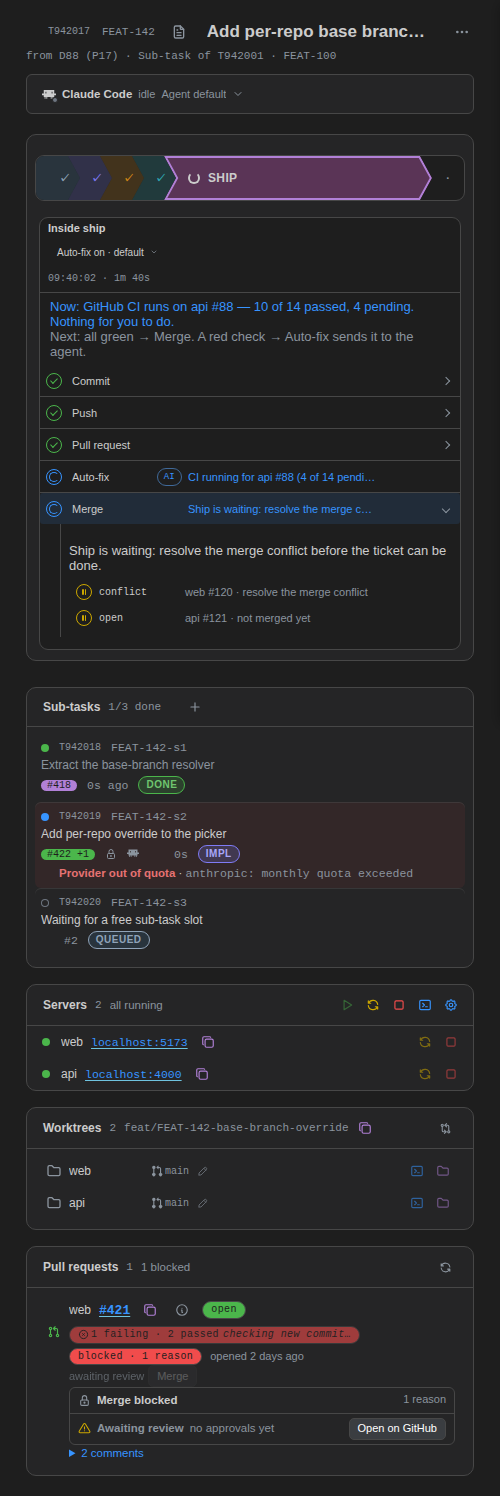 T942017 FEAT-142 Add per-repo base branc…
from D88 (P17) · Sub-task of T942001 · FEAT-100
Claude Code idle Agent default
SHIP
Inside ship
Auto-fix on · default
09:40:02 · 1m 40s
Now: GitHub CI runs on api #88 — 10 of 14 passed, 4 pending.
Nothing for you to do.
Next: all green → Merge. A red check → Auto-fix sends it to the
agent.
Commit
Push
Pull request
Auto-fix AI CI running for api #88 (4 of 14 pendi…
Merge Ship is waiting: resolve the merge c…
Ship is waiting: resolve the merge conflict before the ticket can be
done.
conflict web #120 · resolve the merge conflict
open api #121 · not merged yet
Sub-tasks 1/3 done
T942018 FEAT-142-s1
Extract the base-branch resolver
#418 0s ago DONE
T942019 FEAT-142-s2
Add per-repo override to the picker
#422 +1 0s IMPL
Provider out of quota · anthropic: monthly quota exceeded
T942020 FEAT-142-s3
Waiting for a free sub-task slot
#2 QUEUED
Servers 2 all running
web localhost:5173
api localhost:4000
Worktrees 2 feat/FEAT-142-base-branch-override
web main
api main
Pull requests 1 1 blocked
web #421 open
1 failing · 2 passed checking new commit…
blocked · 1 reason opened 2 days ago
awaiting review Merge
Merge blocked 1 reason
Awaiting review no approvals yet Open on GitHub
2 comments